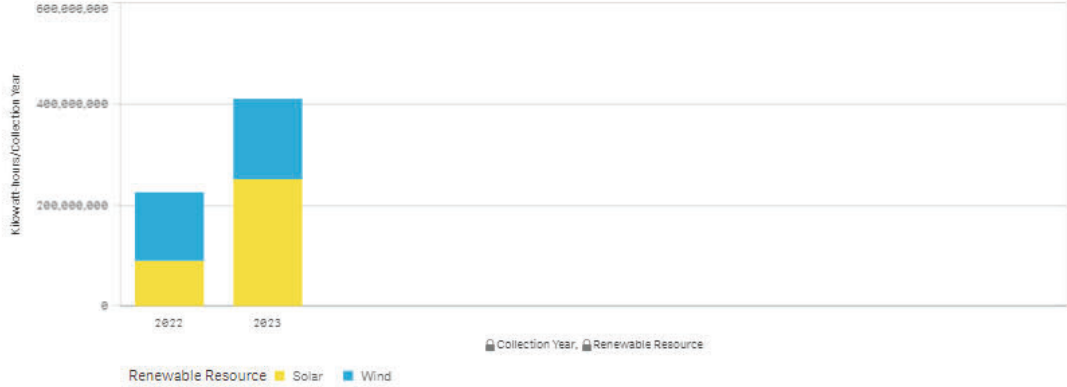 600,000,000
400,000,000
200,000,000
0
Kilowatt-hours/Collection Year
2022
2023
Collection Year, Renewable Resource
Renewable Resource Solar Wind